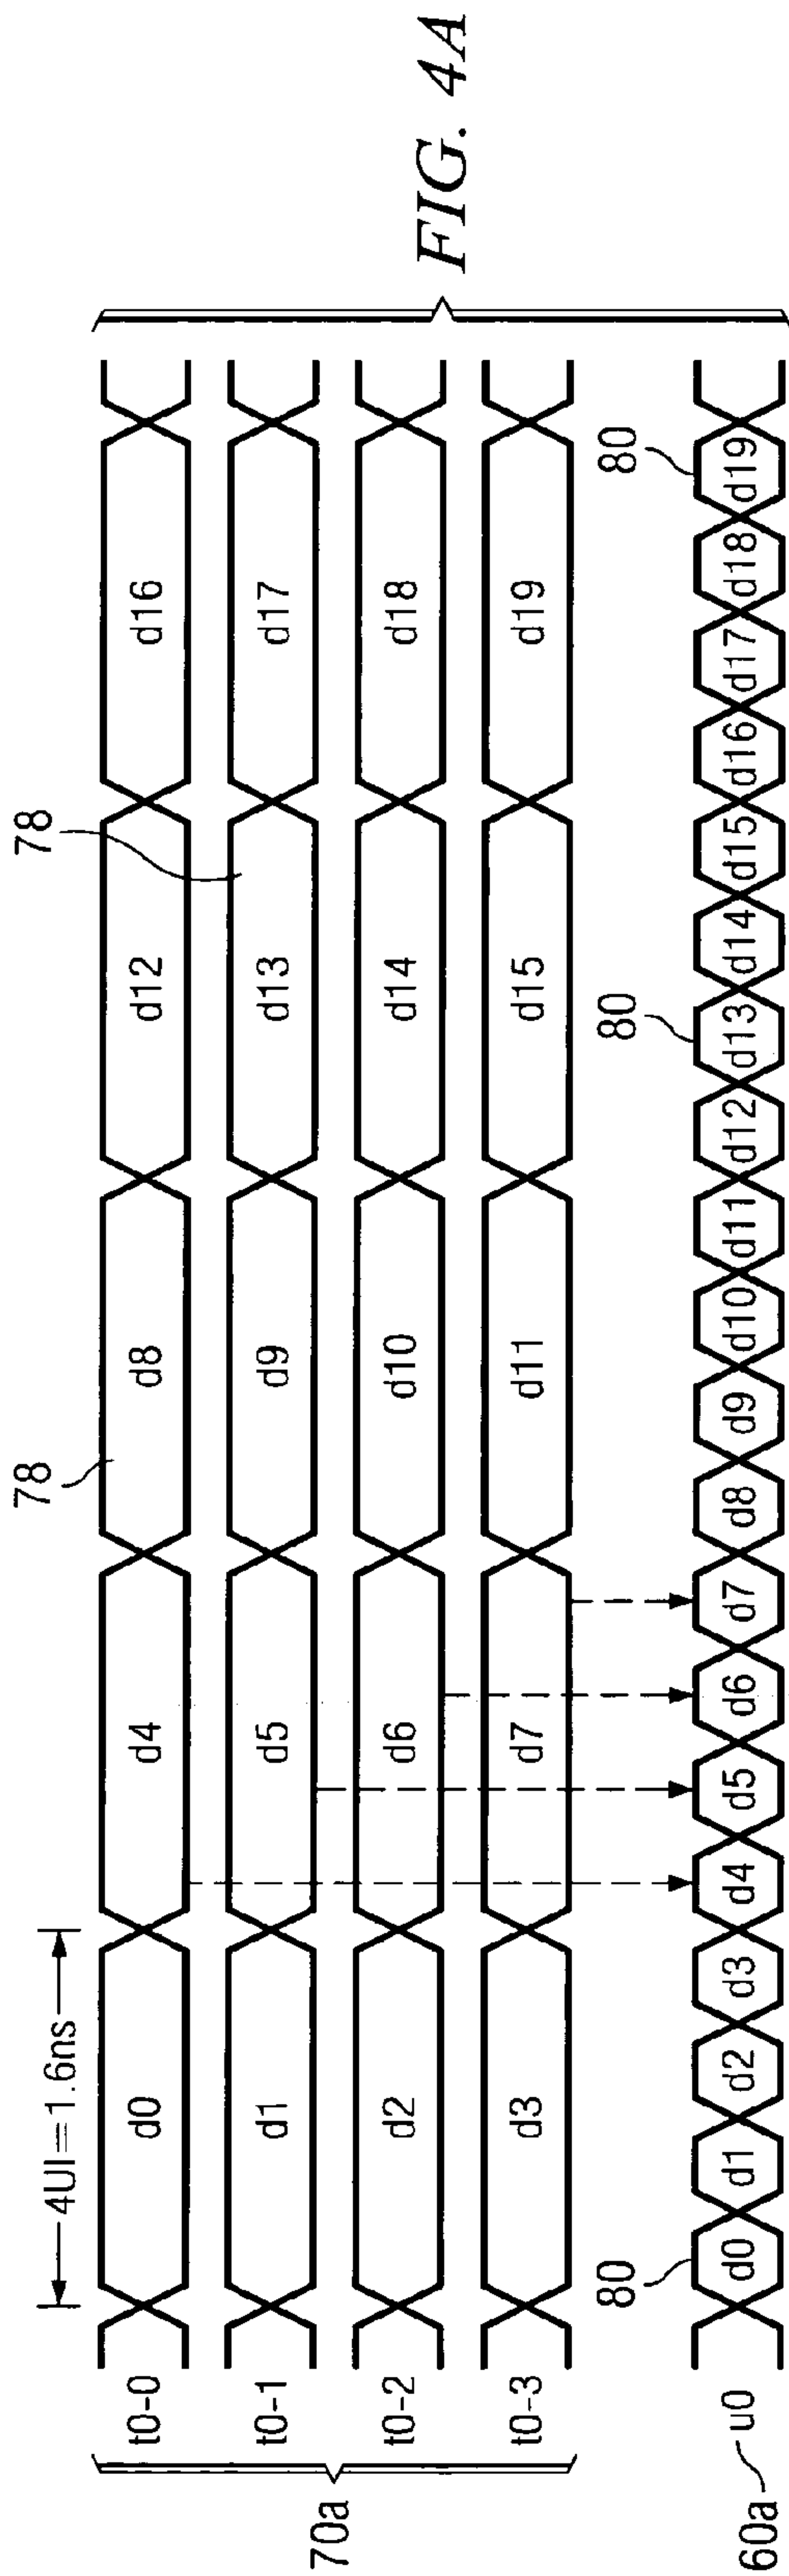 4UI=1.6ns
78
78
70a
t0-0 d0 d4 d8 d12 d16
t0-1 d1 d5 d9 d13 d17
t0-2 d2 d6 d10 d14 d18
t0-3 d3 d7 d11 d15 d19
80
80
80
60a u0 d0 d1 d2 d3 d4 d5 d6 d7 d8 d9 d10 d11 d12 d13 d14 d15 d16 d17 d18 d19
FIG. 4A